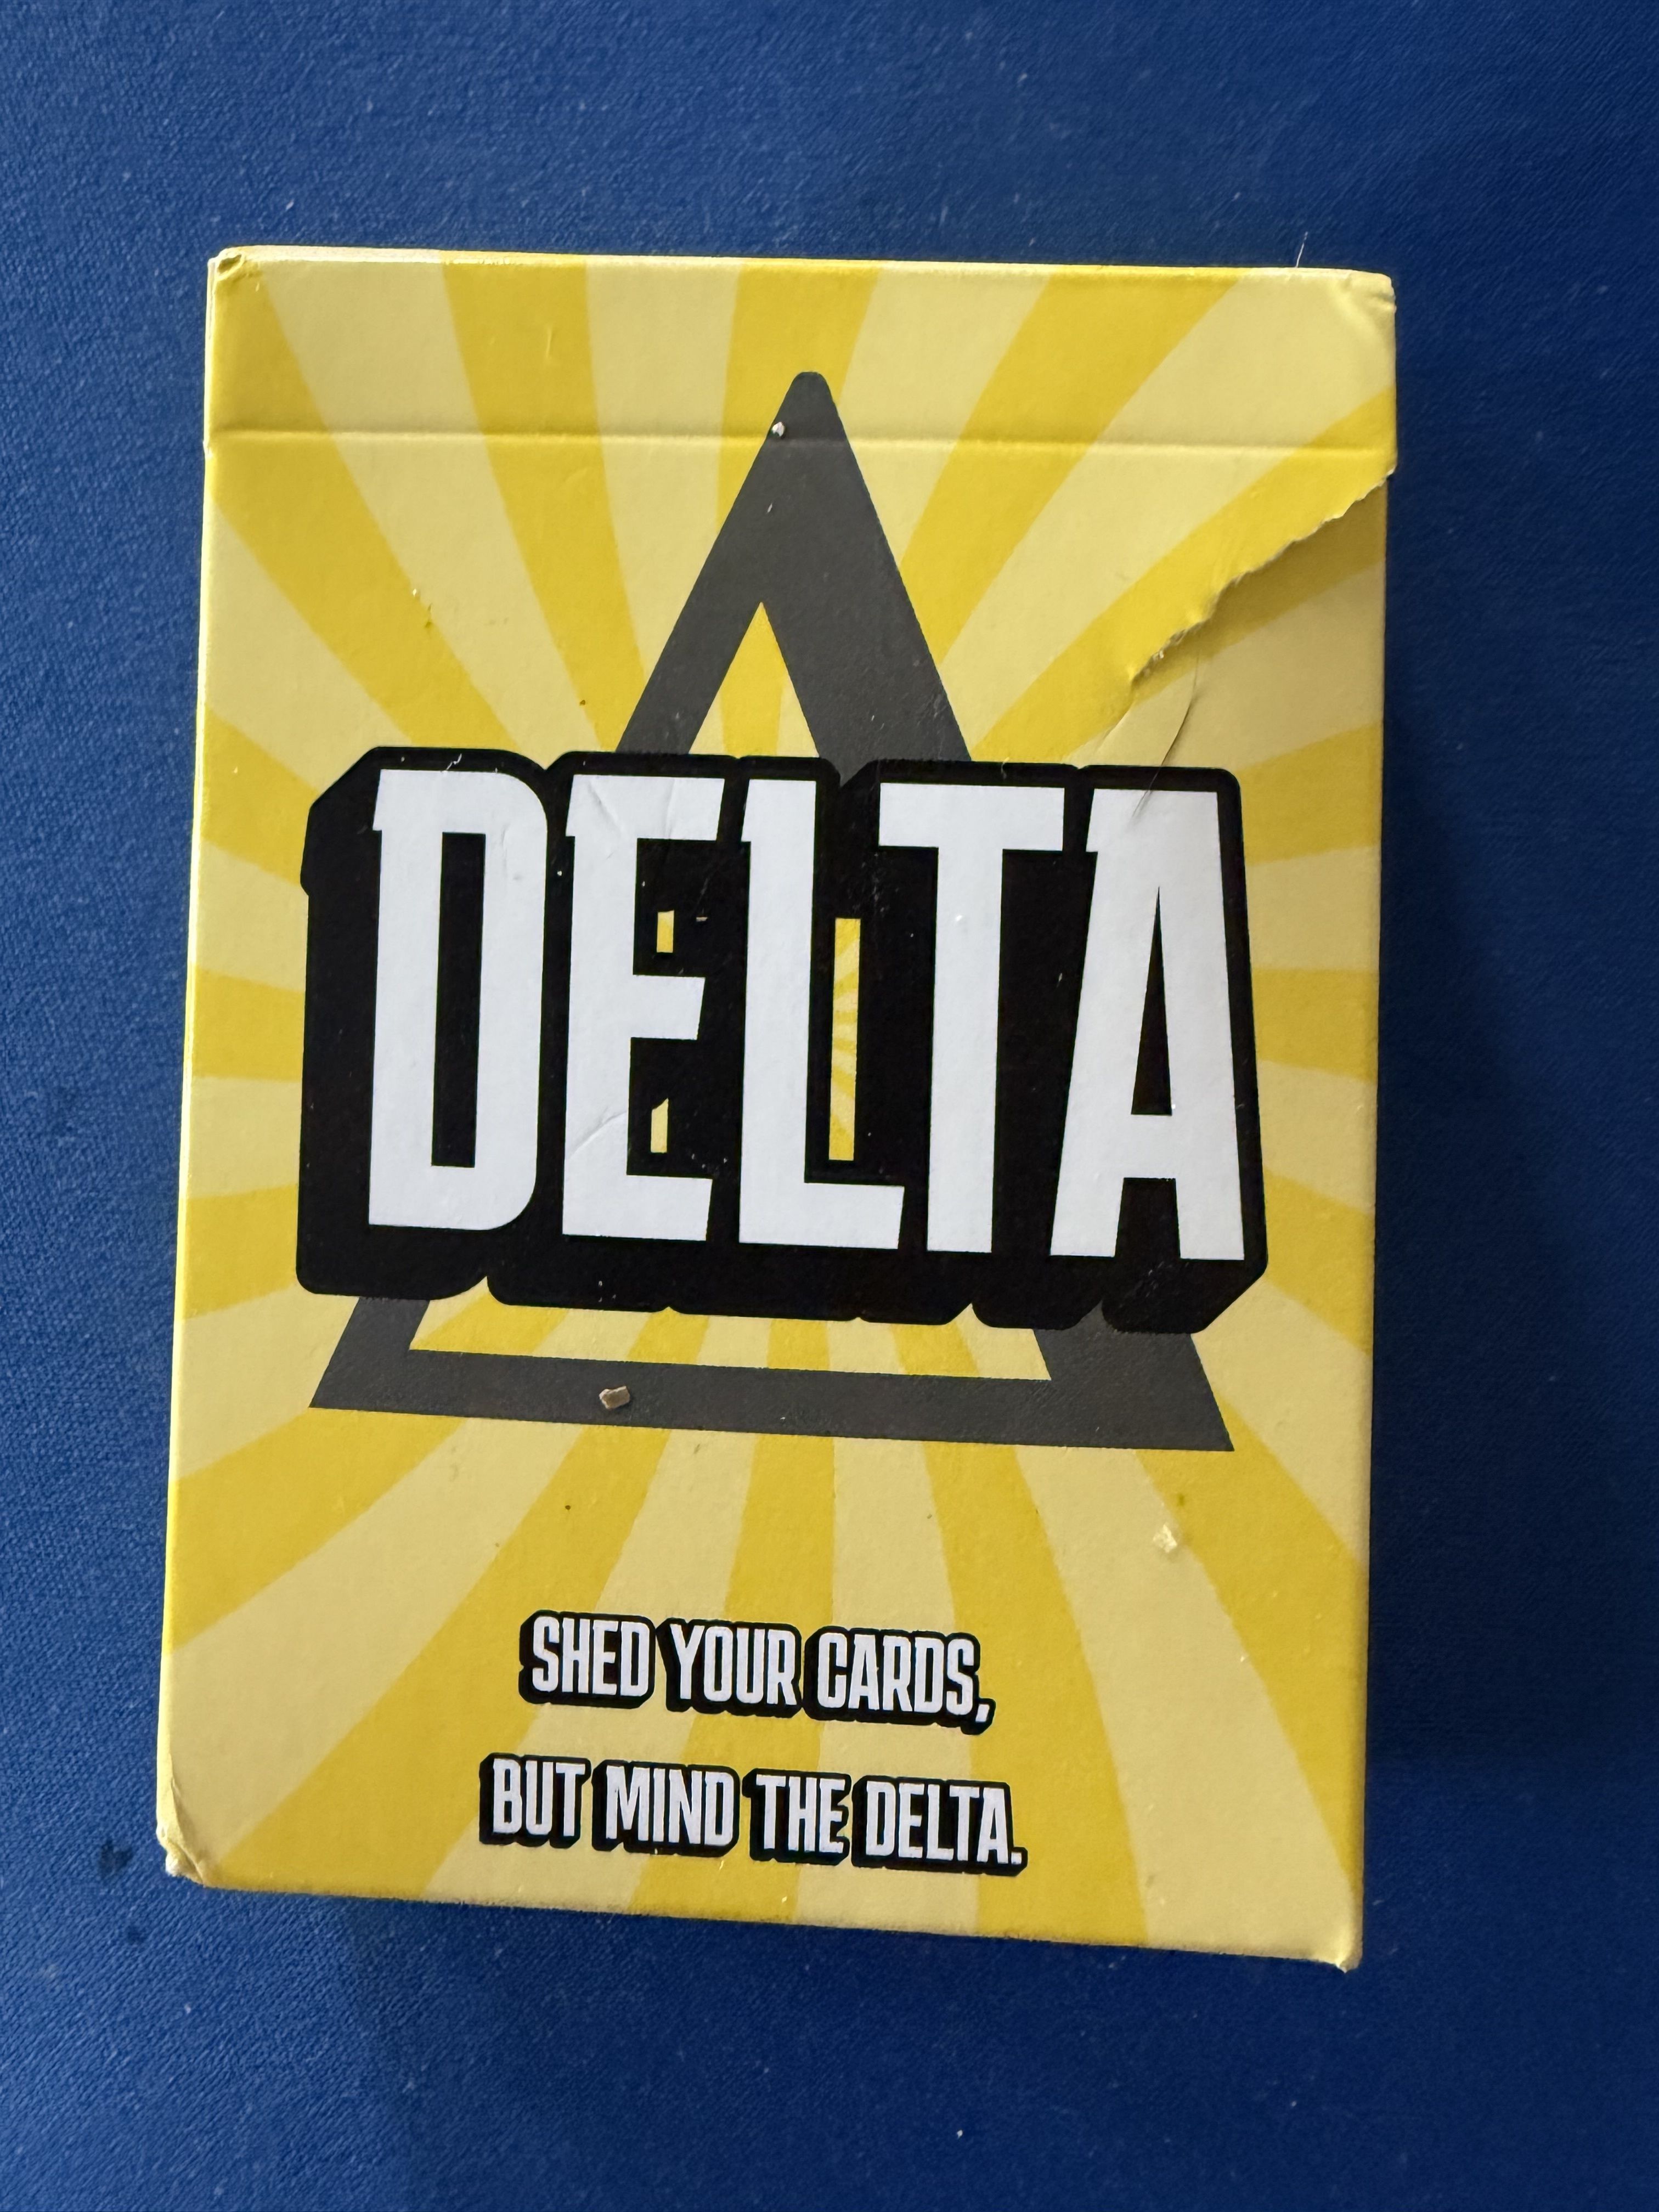 DELTA
SHED YOUR CARDS,
BUT MIND THE DELTA.